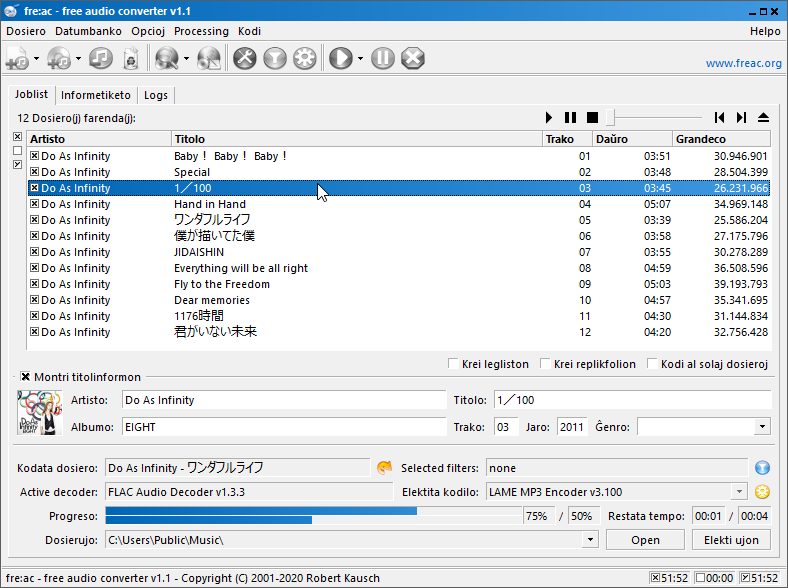 fre:ac - free audio converter v1.1
Dosiero Datumbanko Opcioj Processing Kodi Helpo
www.freac.org
Joblist Informetiketo Logs
12 Dosiero(j) farenda(j):
Artisto Titolo Trako Daŭro Grandeco
Do As Infinity Baby！ Baby！ Baby！ 01 03:51 30.946.901
Do As Infinity Special 02 03:48 28.504.399
Do As Infinity 1／100 03 03:45 26.231.966
Do As Infinity Hand in Hand 04 05:07 34.969.148
Do As Infinity ワンダフルライフ 05 03:39 25.586.204
Do As Infinity 僕が描いてた僕 06 03:58 27.175.796
Do As Infinity JIDAISHIN 07 03:55 30.278.289
Do As Infinity Everything will be all right 08 04:59 36.508.596
Do As Infinity Fly to the Freedom 09 05:03 39.193.793
Do As Infinity Dear memories 10 04:57 35.341.695
Do As Infinity 1176時間 11 04:30 31.144.834
Do As Infinity 君がいない未来 12 04:20 32.756.428
Krei legliston Krei replikfolion Kodi al solaj dosieroj
Montri titolinformon
Do As Infinity EIGHT
Artisto: Do As Infinity Titolo: 1／100
Albumo: EIGHT Trako: 03 Jaro: 2011 Ĝenro:
Kodata dosiero: Do As Infinity - ワンダフルライフ Selected filters: none
Active decoder: FLAC Audio Decoder v1.3.3 Elektita kodilo: LAME MP3 Encoder v3.100
Progreso: 75% / 50% Restata tempo: 00:01 / 00:04
Dosierujo: C:\Users\Public\Music\ Open Elekti ujon
fre:ac - free audio converter v1.1 - Copyright (C) 2001-2020 Robert Kausch 51:52 00:00 51:52